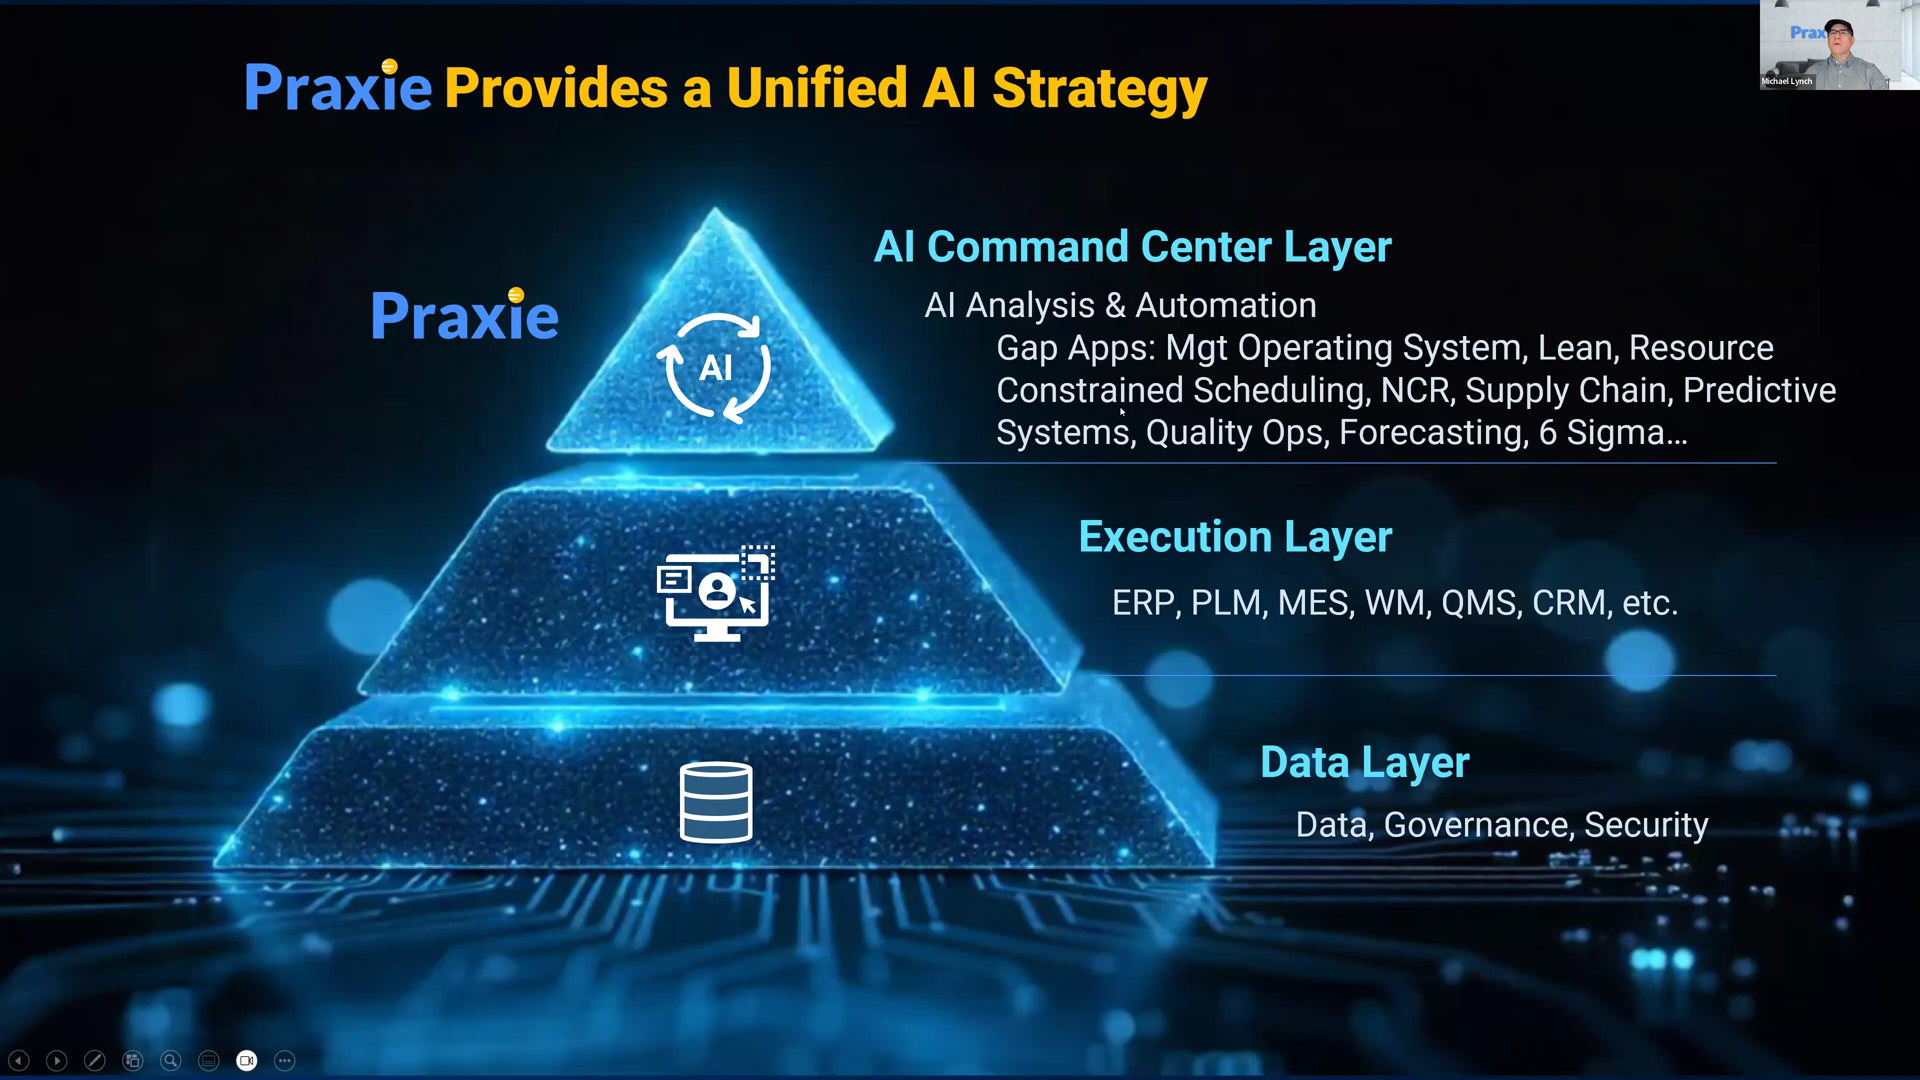 Praxie Provides a Unified AI Strategy
Prax
Michael Lynch
AI Command Center Layer
AI Analysis & Automation
Gap Apps: Mgt Operating System, Lean, Resource
Constrained Scheduling, NCR, Supply Chain, Predictive
Systems, Quality Ops, Forecasting, 6 Sigma...
Praxie
AI
Execution Layer
ERP, PLM, MES, WM, QMS, CRM, etc.
Data Layer
Data, Governance, Security